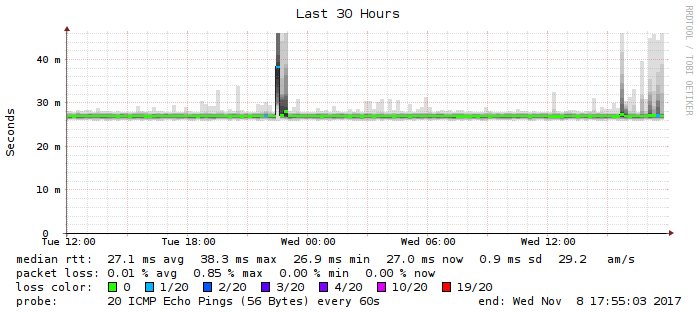 Last 30 Hours
RRDTOOL / TOBI OETIKER
Seconds
40 m
30 m
20 m
10 m
0
Tue 12:00 Tue 18:00 Wed 00:00 Wed 06:00 Wed 12:00
median rtt: 27.1 ms avg 38.3 ms max 26.9 ms min 27.0 ms now 0.9 ms sd 29.2 am/s
packet loss: 0.01 % avg 0.85 % max 0.00 % min 0.00 % now
loss color: 0 1/20 2/20 3/20 4/20 10/20 19/20
probe: 20 ICMP Echo Pings (56 Bytes) every 60s end: Wed Nov 8 17:55:03 2017